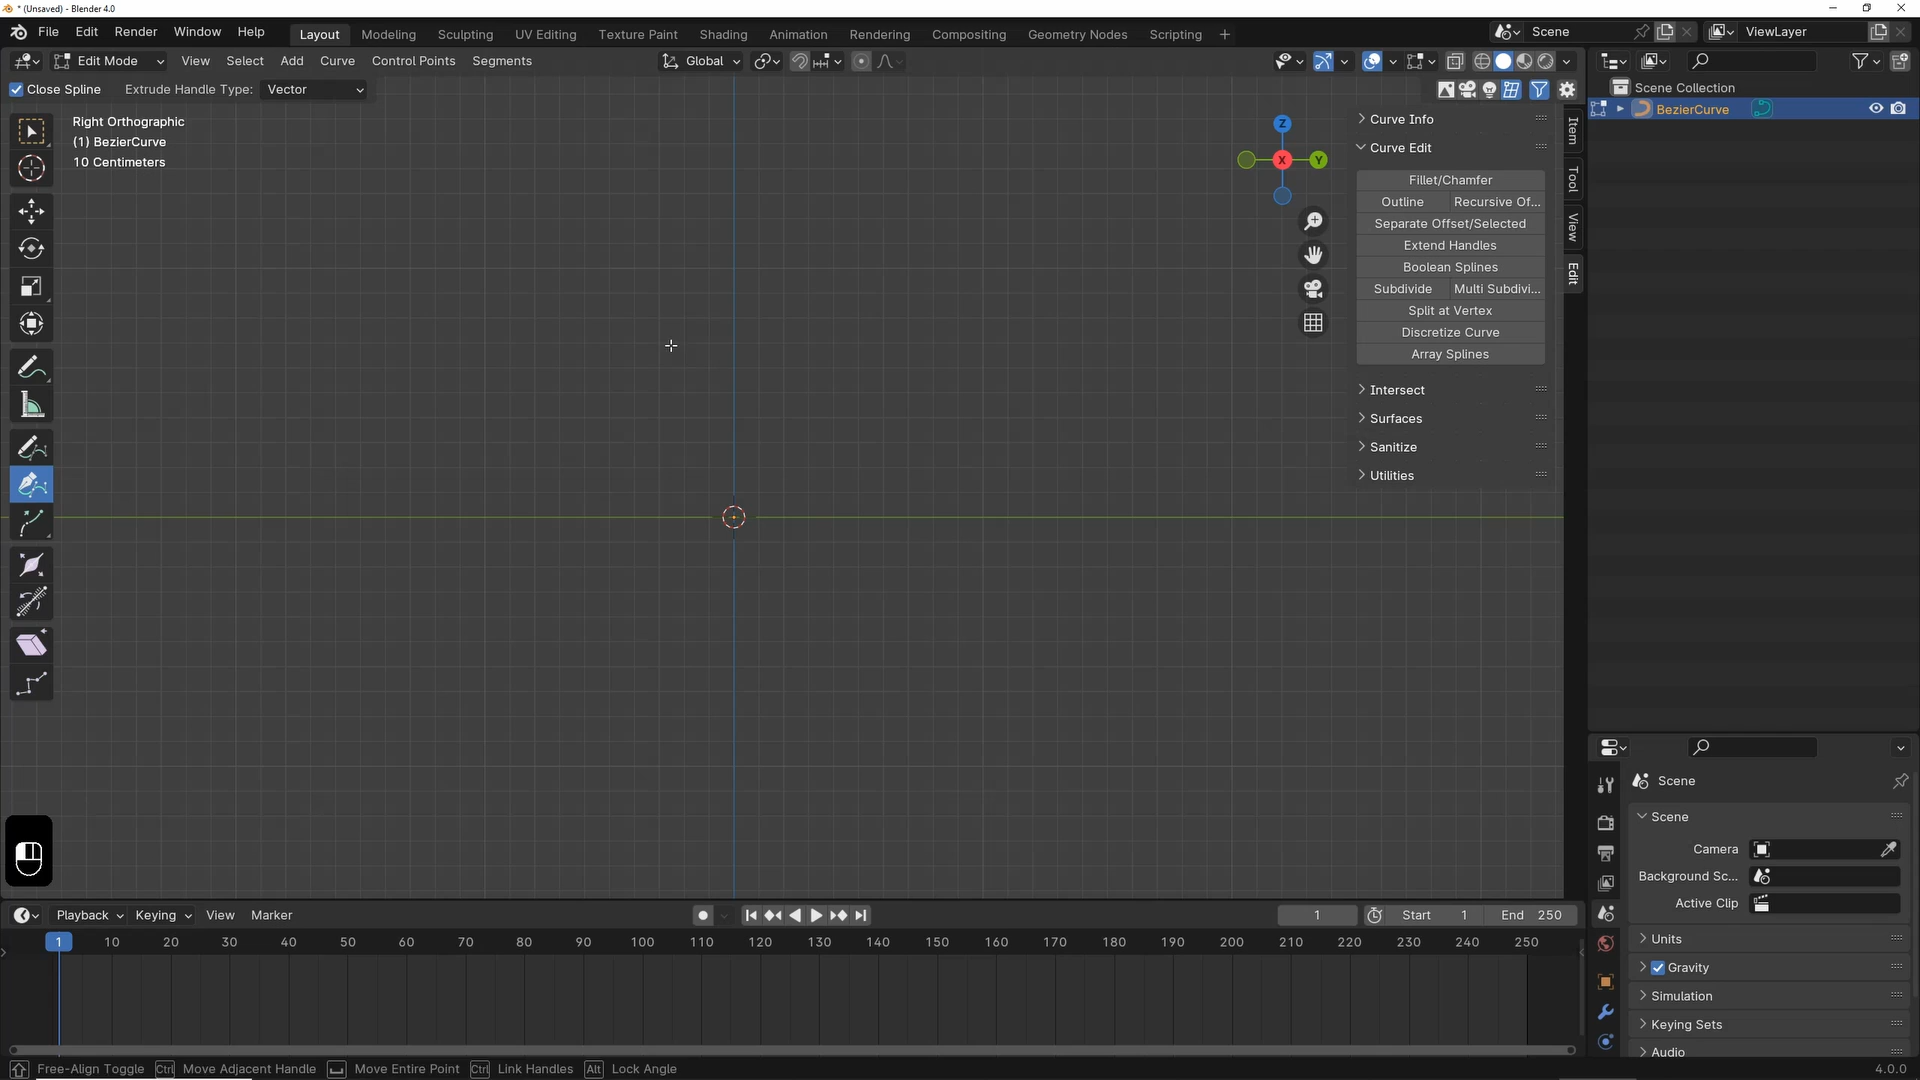 * (Unsaved) - Blender 4.0
File Edit Render Window Help Layout Modeling Sculpting UV Editing Texture Paint Shading Animation Rendering Compositing Geometry Nodes Scripting + Scene ViewLayer
Edit Mode View Select Add Curve Control Points Segments Global
Close Spline Extrude Handle Type: Vector
Right Orthographic
(1) BezierCurve
10 Centimeters
Z
X
Y
Curve Info
Curve Edit
Fillet/Chamfer
Outline Recursive Of...
Separate Offset/Selected
Extend Handles
Boolean Splines
Subdivide Multi Subdivi...
Split at Vertex
Discretize Curve
Array Splines
Intersect
Surfaces
Sanitize
Utilities
Item
Tool
View
Edit
Scene Collection
BezierCurve
Scene
Scene
Camera
Background Sc...
Active Clip
Units
Gravity
Simulation
Keying Sets
Audio
Playback Keying View Marker 1 Start 1 End 250
1 10 20 30 40 50 60 70 80 90 100 110 120 130 140 150 160 170 180 190 200 210 220 230 240 250
Free-Align Toggle Ctrl Move Adjacent Handle Move Entire Point Ctrl Link Handles Alt Lock Angle 4.0.0